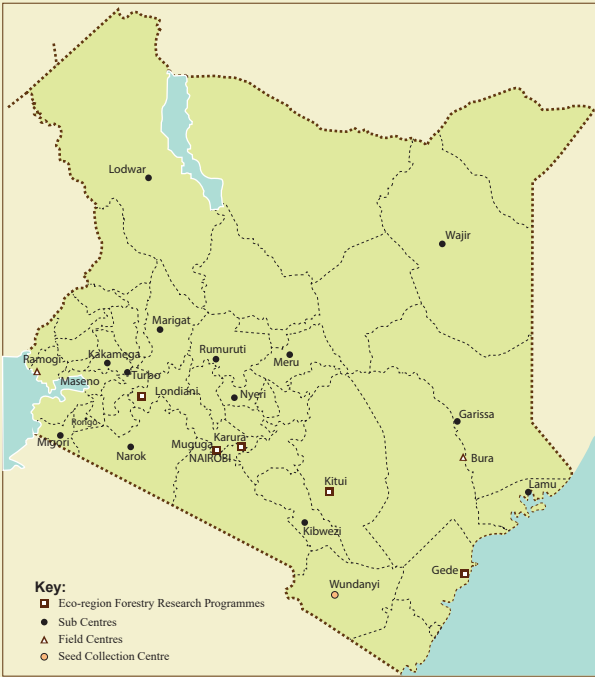 Lodwar
Wajir
Marigat
Rumuruti
Ramogi
Kakamega
Meru
Turbo
Maseno
Londiani
Nyeri
Garissa
Rongo
Migori
Karura
Muguga
NAIROBI
Narok
Bura
Kitui
Lamu
Kibwezi
Gede
Wundanyi
Key:
Eco-region Forestry Research Programmes
Sub Centres
Field Centres
Seed Collection Centre